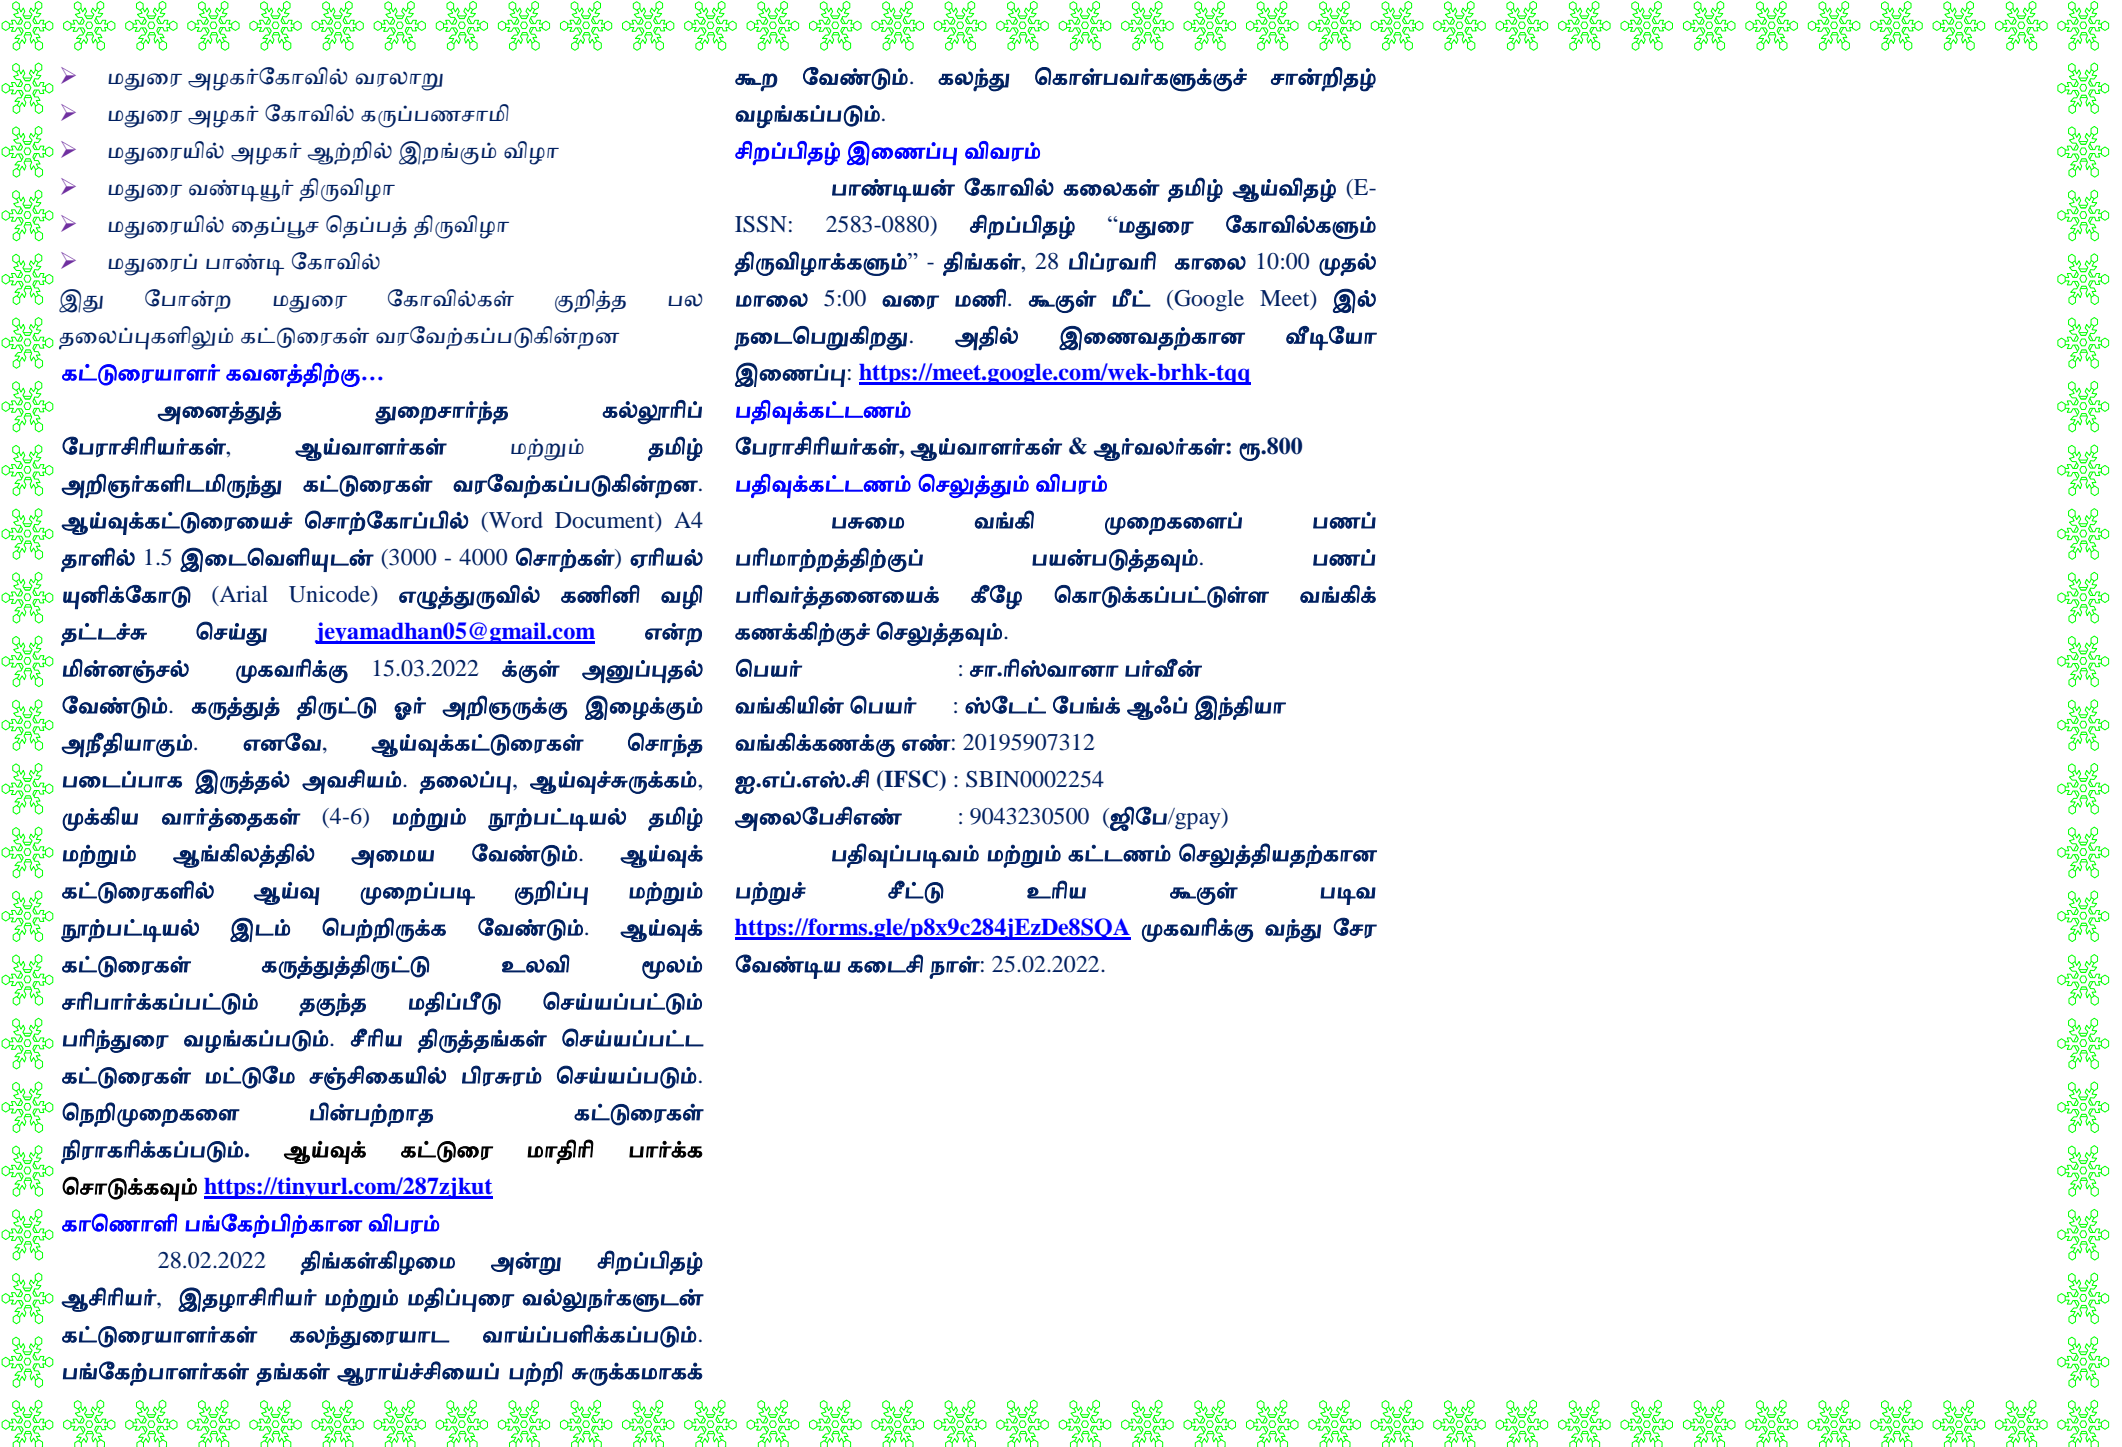 ➢ மதுரை அழகர்கோவில் வரலாறு
➢ மதுரை அழகர் கோவில் கருப்பணசாமி
➢ மதுரையில் அழகர் ஆற்றில் இறங்கும் விழா
➢ மதுரை வண்டியூர் திருவிழா
➢ மதுரையில் தைப்பூச தெப்பத் திருவிழா
➢ மதுரைப் பாண்டி கோவில்
இது போன்ற மதுரை கோவில்கள் குறித்த பல
தலைப்புகளிலும் கட்டுரைகள் வரவேற்கப்படுகின்றன
கட்டுரையாளர் கவனத்திற்கு…
அனைத்துத் துறைசார்ந்த கல்லூரிப்
பேராசிரியர்கள், ஆய்வாளர்கள் மற்றும் தமிழ்
அறிஞர்களிடமிருந்து கட்டுரைகள் வரவேற்கப்படுகின்றன.
ஆய்வுக்கட்டுரையைச் சொற்கோப்பில் (Word Document) A4
தாளில் 1.5 இடைவெளியுடன் (3000 - 4000 சொற்கள்) ஏரியல்
யுனிக்கோடு (Arial Unicode) எழுத்துருவில் கணினி வழி
தட்டச்சு செய்து jeyamadhan05@gmail.com என்ற
மின்னஞ்சல் முகவரிக்கு 15.03.2022 க்குள் அனுப்புதல்
வேண்டும். கருத்துத் திருட்டு ஓர் அறிஞருக்கு இழைக்கும்
அநீதியாகும். எனவே, ஆய்வுக்கட்டுரைகள் சொந்த
படைப்பாக இருத்தல் அவசியம். தலைப்பு, ஆய்வுச்சுருக்கம்,
முக்கிய வார்த்தைகள் (4-6) மற்றும் நூற்பட்டியல் தமிழ்
மற்றும் ஆங்கிலத்தில் அமைய வேண்டும். ஆய்வுக்
கட்டுரைகளில் ஆய்வு முறைப்படி குறிப்பு மற்றும்
நூற்பட்டியல் இடம் பெற்றிருக்க வேண்டும். ஆய்வுக்
கட்டுரைகள் கருத்துத்திருட்டு உலவி மூலம்
சரிபார்க்கப்பட்டும் தகுந்த மதிப்பீடு செய்யப்பட்டும்
பரிந்துரை வழங்கப்படும். சீரிய திருத்தங்கள் செய்யப்பட்ட
கட்டுரைகள் மட்டுமே சஞ்சிகையில் பிரசுரம் செய்யப்படும்.
நெறிமுறைகளை பின்பற்றாத கட்டுரைகள்
நிராகரிக்கப்படும். ஆய்வுக் கட்டுரை மாதிரி பார்க்க
சொடுக்கவும் https://tinyurl.com/287zjkut
காணொளி பங்கேற்பிற்கான விபரம்
28.02.2022 திங்கள்கிழமை அன்று சிறப்பிதழ்
ஆசிரியர், இதழாசிரியர் மற்றும் மதிப்புரை வல்லுநர்களுடன்
கட்டுரையாளர்கள் கலந்துரையாட வாய்ப்பளிக்கப்படும்.
பங்கேற்பாளர்கள் தங்கள் ஆராய்ச்சியைப் பற்றி சுருக்கமாகக்
கூற வேண்டும். கலந்து கொள்பவர்களுக்குச் சான்றிதழ்
வழங்கப்படும்.
சிறப்பிதழ் இணைப்பு விவரம்
பாண்டியன் கோவில் கலைகள் தமிழ் ஆய்விதழ் (E-
ISSN: 2583-0880) சிறப்பிதழ் “மதுரை கோவில்களும்
திருவிழாக்களும்” - திங்கள், 28 பிப்ரவரி காலை 10:00 முதல்
மாலை 5:00 வரை மணி. கூகுள் மீட் (Google Meet) இல்
நடைபெறுகிறது. அதில் இணைவதற்கான வீடியோ
இணைப்பு: https://meet.google.com/wek-brhk-tqq
பதிவுக்கட்டணம்
பேராசிரியர்கள், ஆய்வாளர்கள் & ஆர்வலர்கள்: ரூ.800
பதிவுக்கட்டணம் செலுத்தும் விபரம்
பசுமை வங்கி முறைகளைப் பணப்
பரிமாற்றத்திற்குப் பயன்படுத்தவும். பணப்
பரிவர்த்தனையைக் கீழே கொடுக்கப்பட்டுள்ள வங்கிக்
கணக்கிற்குச் செலுத்தவும்.
பெயர் : சா.ரிஸ்வானா பர்வீன்
வங்கியின் பெயர் : ஸ்டேட் பேங்க் ஆஃப் இந்தியா
வங்கிக்கணக்கு எண்: 20195907312
ஐ.எப்.எஸ்.சி (IFSC) : SBIN0002254
அலைபேசிஎண் : 9043230500 (ஜிபே/gpay)
பதிவுப்படிவம் மற்றும் கட்டணம் செலுத்தியதற்கான
பற்றுச் சீட்டு உரிய கூகுள் படிவ
https://forms.gle/p8x9c284jEzDe8SQA முகவரிக்கு வந்து சேர
வேண்டிய கடைசி நாள்: 25.02.2022.